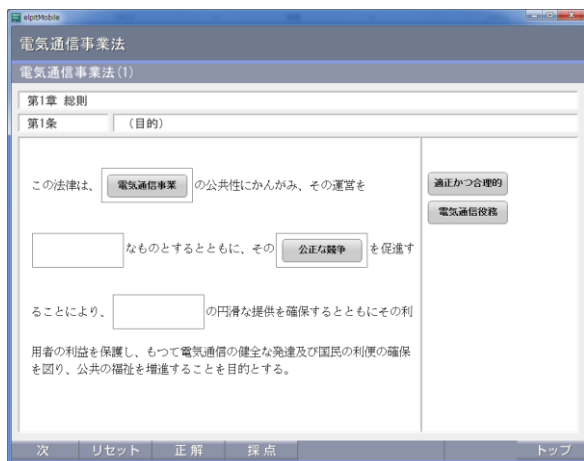 elpitMobile
電気通信事業法
電気通信事業法(1)
第1章 総則
第1条 (目的)
この法律は、 電気通信事業 の公共性にかんがみ、その運営を
なものとするとともに、その 公正な競争 を促進す
ることにより、 の円滑な提供を確保するとともにその利
用者の利益を保護し、もつて電気通信の健全な発達及び国民の利便の確保
を図り、公共の福祉を増進することを目的とする。
適正かつ合理的
電気通信役務
次 リセット 正解 採点 トップ